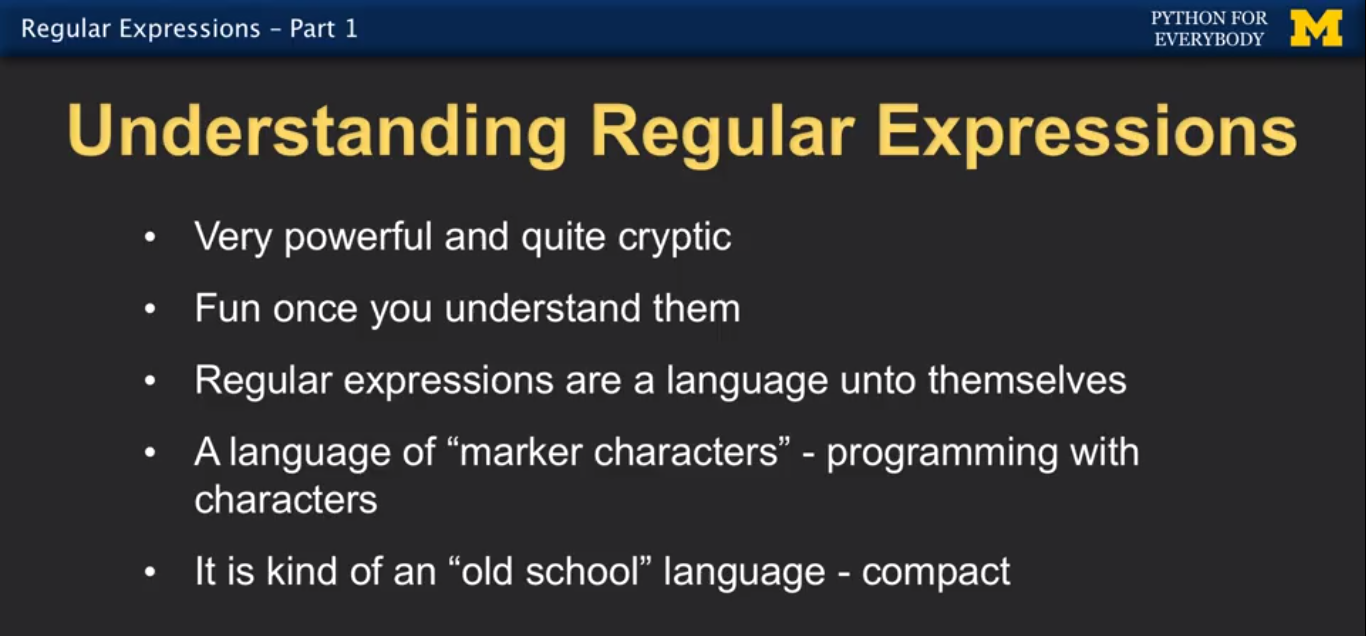 Regular Expressions – Part 1
PYTHON FOR
EVERYBODY
M
Understanding Regular Expressions
• Very powerful and quite cryptic
• Fun once you understand them
• Regular expressions are a language unto themselves
• A language of “marker characters” - programming with
characters
• It is kind of an “old school” language - compact